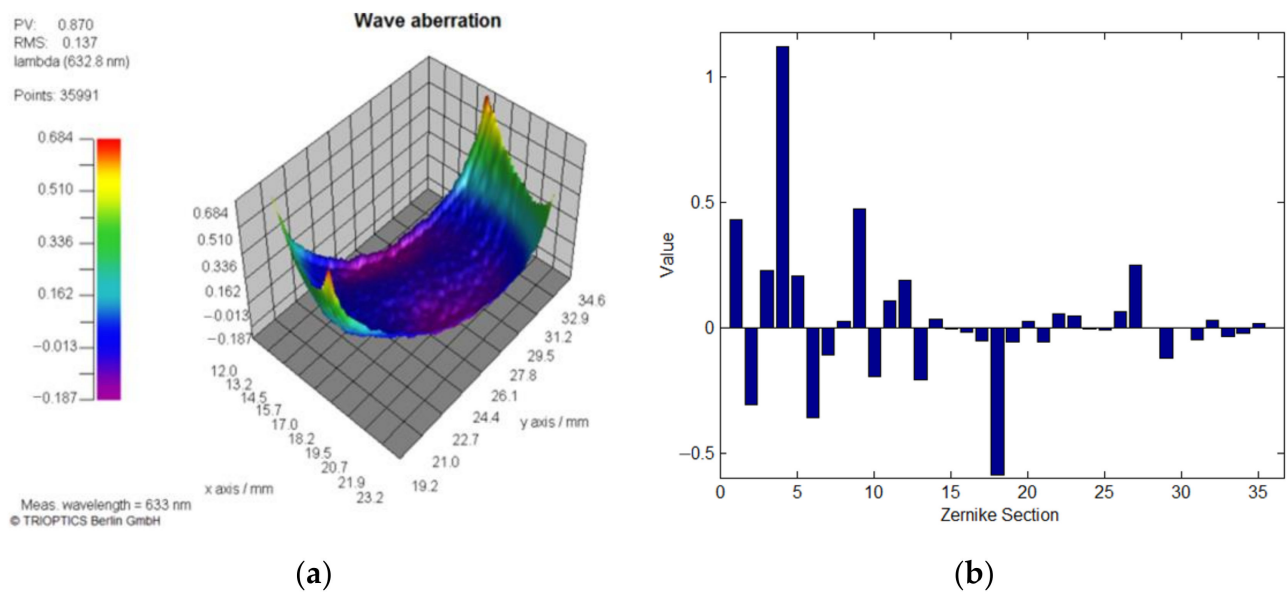 Wave aberration
PV: 0.870
RMS: 0.137
lambda (632.8 nm)
Points: 35991
0.684
0.510
0.336
0.162
−0.013
−0.187
0.684
0.510
0.336
0.162
−0.013
−0.187
12.0
13.2
14.5
15.7
17.0
18.2
19.5
20.7
21.9
23.2
x axis / mm
34.6
32.9
31.2
29.5
27.8
26.1
24.4
22.7
21.0
19.2
y axis / mm
Meas. wavelength = 633 nm
© TRIOPTICS Berlin GmbH
(a)
1
0.5
0
−0.5
Value
0 5 10 15 20 25 30 35
Zernike Section
(b)